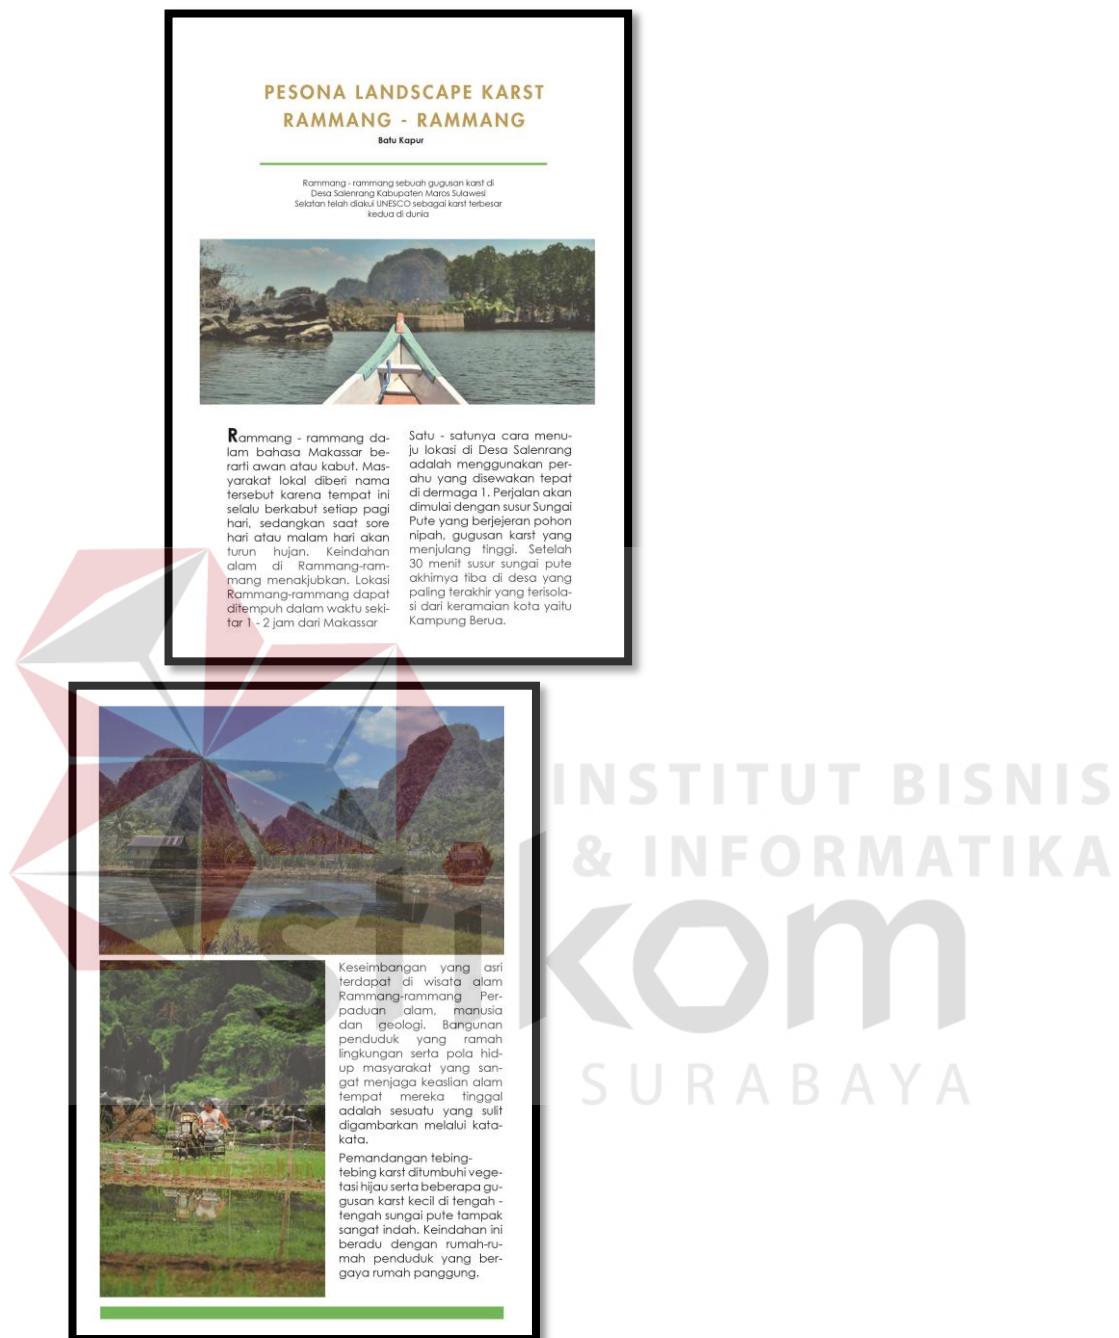 PESONA LANDSCAPE KARST
RAMMANG - RAMMANG
Batu Kapur
Rammang - rammang sebuah gugusan karst di
Desa Salenrang Kabupaten Maros Sulawesi
Selatan telah diakui UNESCO sebagai karst terbesar
kedua di dunia
Rammang - rammang da-
lam bahasa Makassar be-
rarti awan atau kabut. Mas-
yarakat lokal diberi nama
tersebut karena tempat ini
selalu berkabut setiap pagi
hari, sedangkan saat sore
hari atau malam hari akan
turun hujan. Keindahan
alam di Rammang-ram-
mang menakjubkan. Lokasi
Rammang-rammang dapat
ditempuh dalam waktu seki-
tar 1 - 2 jam dari Makassar
Satu - satunya cara menu-
ju lokasi di Desa Salenrang
adalah menggunakan per-
ahu yang disewakan tepat
di dermaga 1. Perjalan akan
dimulai dengan susur Sungai
Pute yang berjejeran pohon
nipah, gugusan karst yang
menjulang tinggi. Setelah
30 menit susur sungai pute
akhirnya tiba di desa yang
paling terakhir yang terisola-
si dari keramaian kota yaitu
Kampung Berua.
Keseimbangan yang asri
terdapat di wisata alam
Rammang-rammang Per-
paduan alam, manusia
dan geologi. Bangunan
penduduk yang ramah
lingkungan serta pola hid-
up masyarakat yang san-
gat menjaga keaslian alam
tempat mereka tinggal
adalah sesuatu yang sulit
digambarkan melalui kata-
kata.
Pemandangan tebing-
tebing karst ditumbuhi vege-
tasi hijau serta beberapa gu-
gusan karst kecil di tengah -
tengah sungai pute tampak
sangat indah. Keindahan ini
beradu dengan rumah-ru-
mah penduduk yang ber-
gaya rumah panggung.
INSTITUT BISNIS
& INFORMATIKA
stikom
SURABAYA